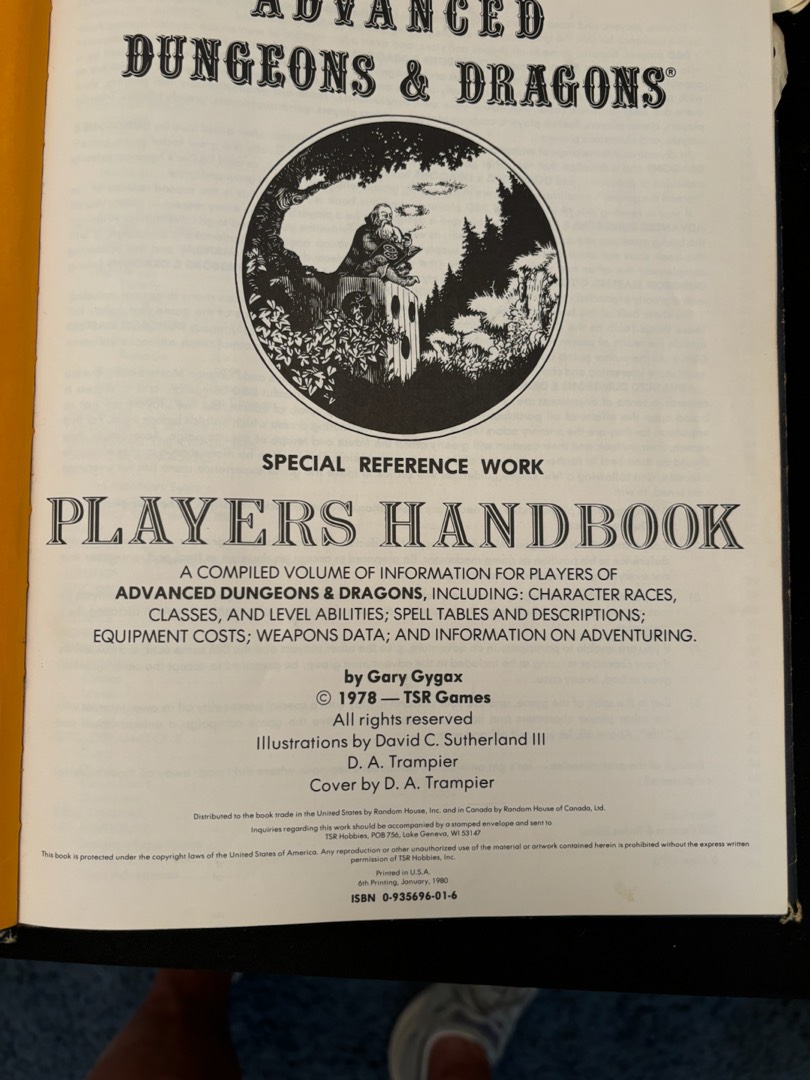 ADVANCED
DUNGEONS & DRAGONS®
SPECIAL REFERENCE WORK
PLAYERS HANDBOOK
A COMPILED VOLUME OF INFORMATION FOR PLAYERS OF
ADVANCED DUNGEONS & DRAGONS, INCLUDING: CHARACTER RACES,
CLASSES, AND LEVEL ABILITIES; SPELL TABLES AND DESCRIPTIONS;
EQUIPMENT COSTS; WEAPONS DATA; AND INFORMATION ON ADVENTURING.
by Gary Gygax
© 1978 — TSR Games
All rights reserved
Illustrations by David C. Sutherland III
D. A. Trampier
Cover by D. A. Trampier
Distributed to the book trade in the United States by Random House, Inc. and in Canada by Random House of Canada, Ltd.
Inquiries regarding this work should be accompanied by a stamped envelope and sent to
TSR Hobbies, POB 756, Lake Geneva, WI 53147
This book is protected under the copyright laws of the United States of America. Any reproduction or other unauthorized use of the material or artwork contained herein is prohibited without the express written
permission of TSR Hobbies, Inc.
Printed in U.S.A.
6th Printing, January, 1980
ISBN 0-935696-01-6